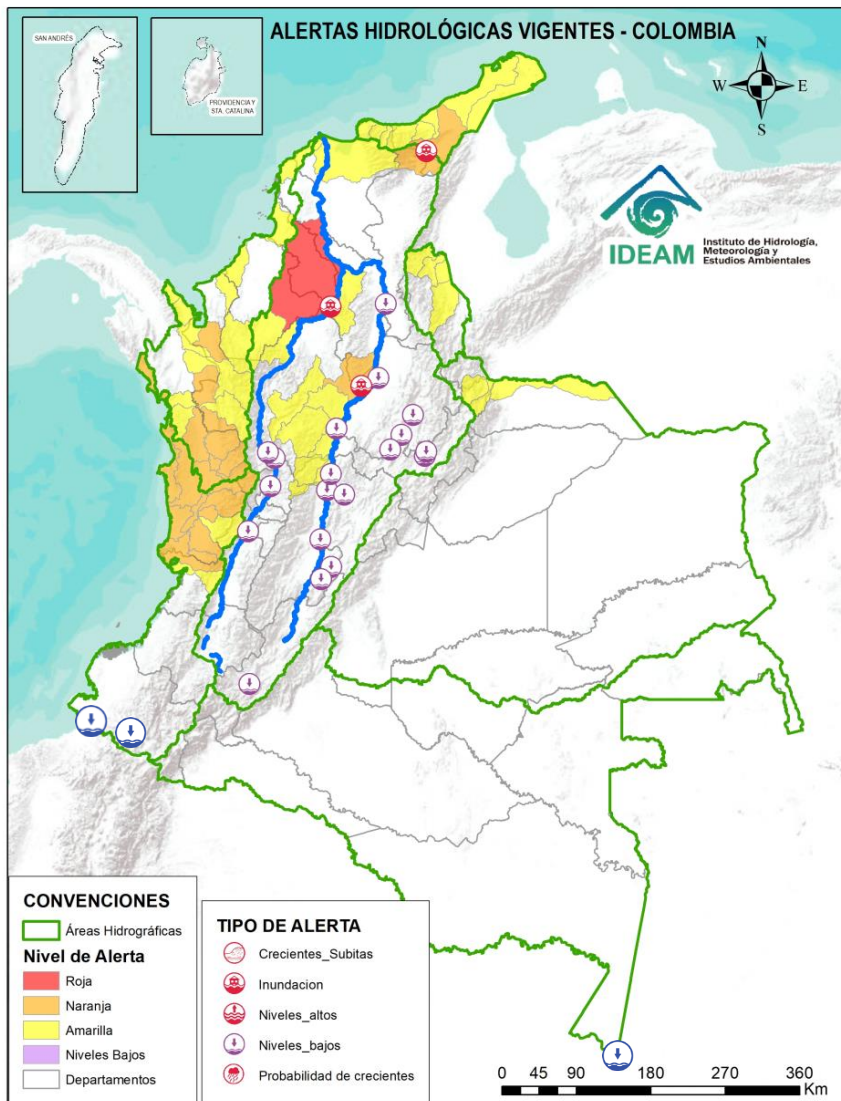 ALERTAS HIDROLÓGICAS VIGENTES - COLOMBIA
SAN ANDRÉS
PROVIDENCIA Y
STA. CATALINA
N
W
E
S
IDEAM
Instituto de Hidrología,
Meteorología y
Estudios Ambientales
CONVENCIONES
Áreas Hidrográficas
Nivel de Alerta
Roja
Naranja
Amarilla
Niveles Bajos
Departamentos
TIPO DE ALERTA
Crecientes_Subitas
Inundacion
Niveles_altos
Niveles_bajos
Probabilidad de crecientes
0 45 90 180 270 360
Km